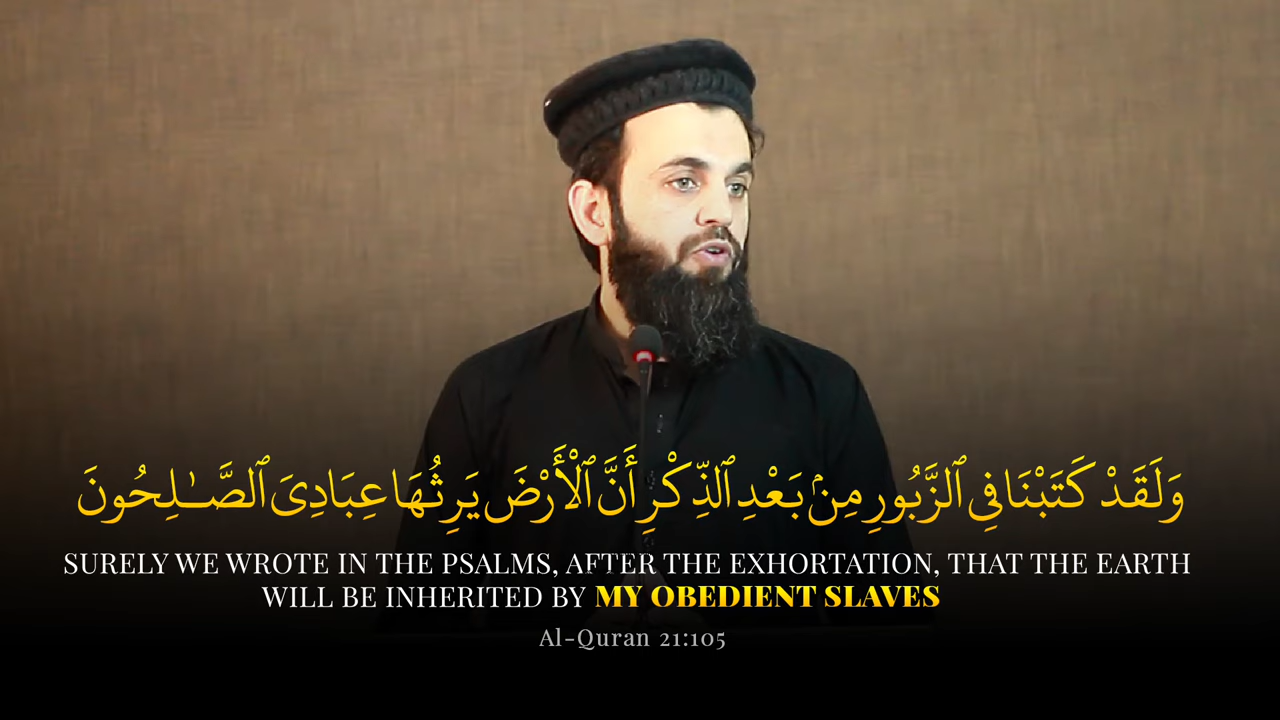 وَلَقَدْ كَتَبْنَا فِى ٱلزَّبُورِ مِنۢ بَعْدِ ٱلذِّكْرِ أَنَّ ٱلْأَرْضَ يَرِثُهَا عِبَادِىَ ٱلصَّـٰلِحُونَ
SURELY WE WROTE IN THE PSALMS, AFTER THE EXHORTATION, THAT THE EARTH
WILL BE INHERITED BY MY OBEDIENT SLAVES
Al-Quran 21:105